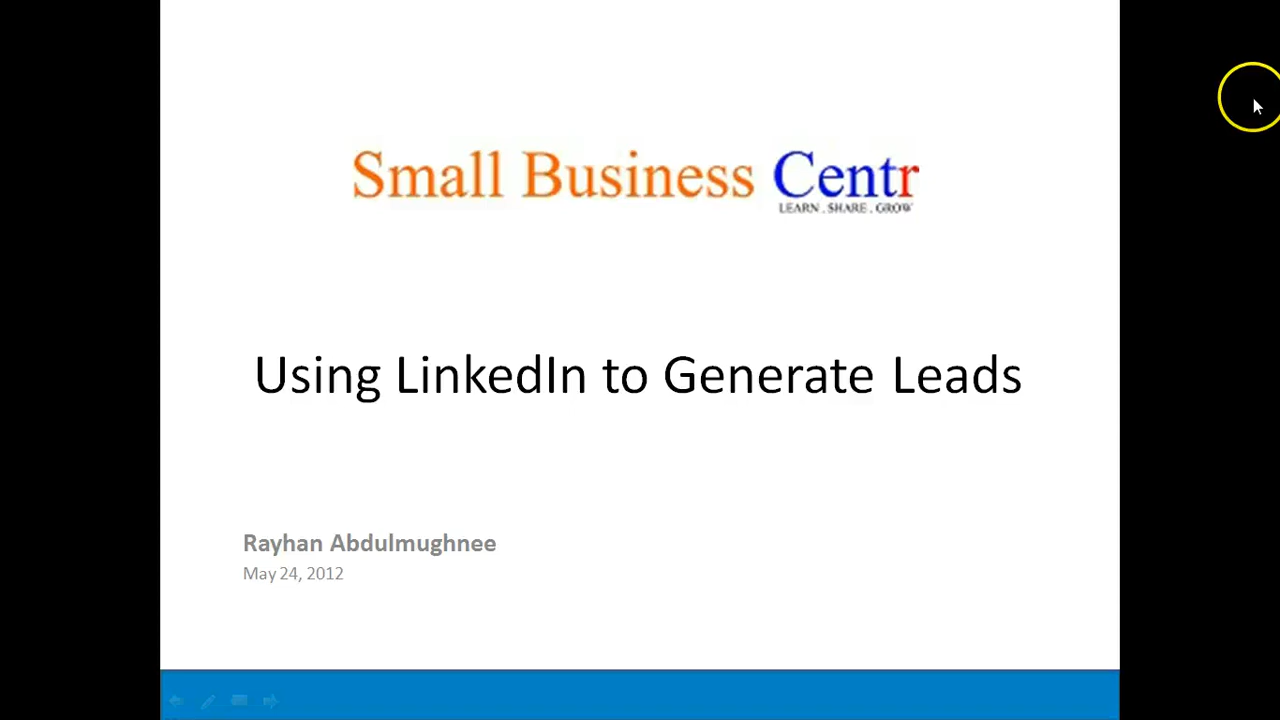 Small Business Centr
LEARN . SHARE . GROW
Using LinkedIn to Generate Leads
Rayhan Abdulmughnee
May 24, 2012